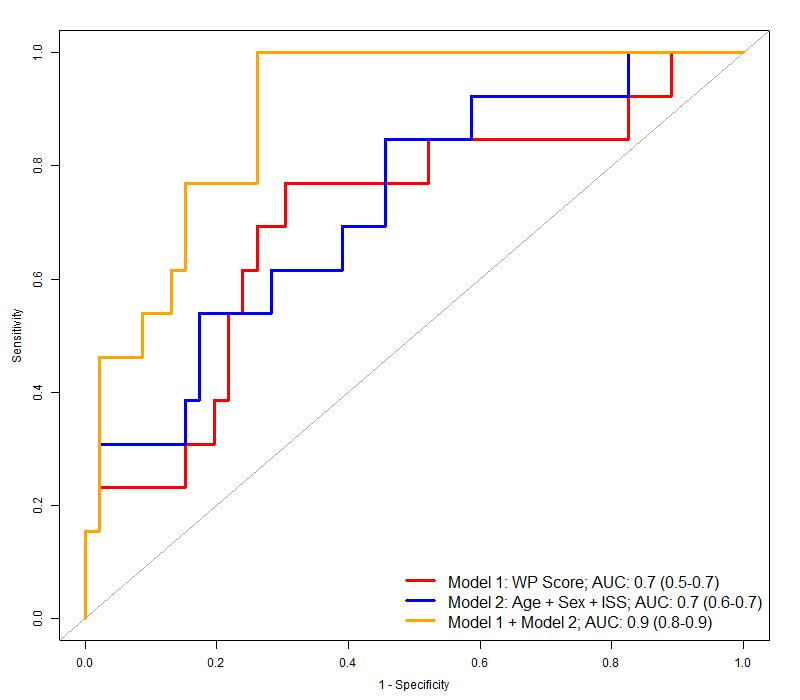 1.0
0.8
0.6
0.4
0.2
0.0
Sensitivity
Model 1: WP Score; AUC: 0.7 (0.5-0.7)
Model 2: Age + Sex + ISS; AUC: 0.7 (0.6-0.7)
Model 1 + Model 2; AUC: 0.9 (0.8-0.9)
0.0 0.2 0.4 0.6 0.8 1.0
1 - Specificity